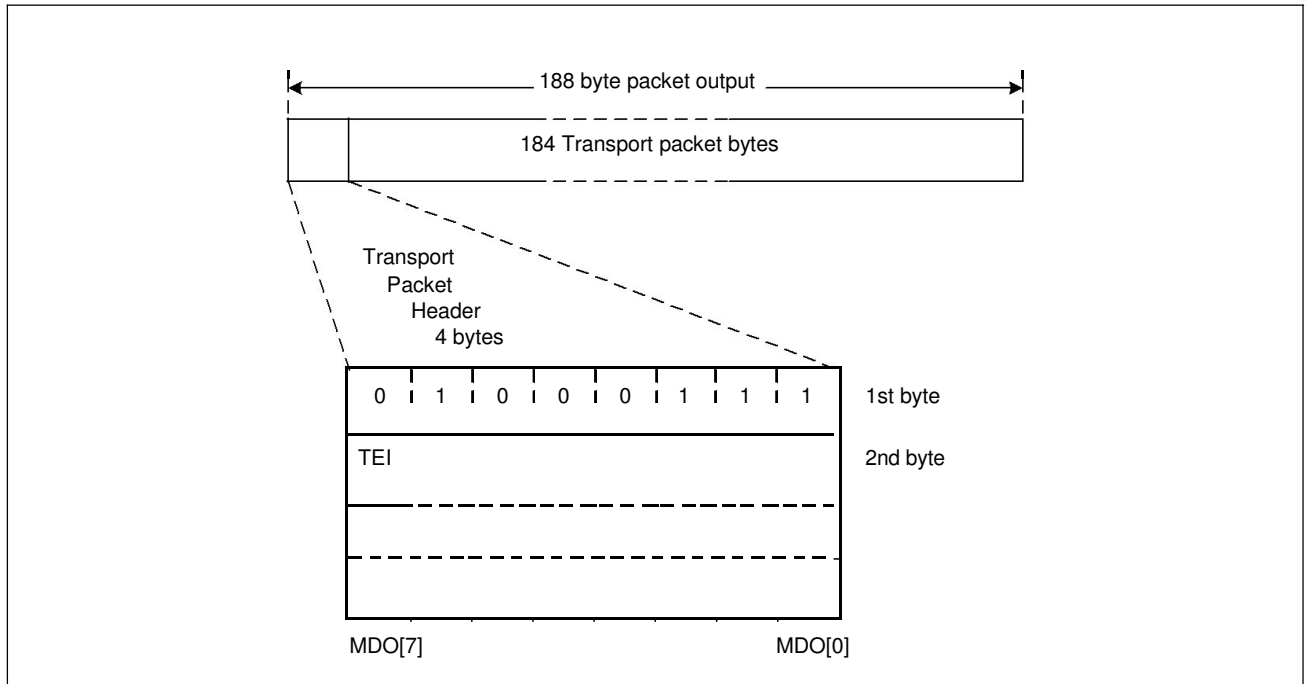 188 byte packet output
184 Transport packet bytes
Transport
Packet
Header
4 bytes
0 1 0 0 0 1 1 1 1st byte
TEI 2nd byte
MDO[7] MDO[0]